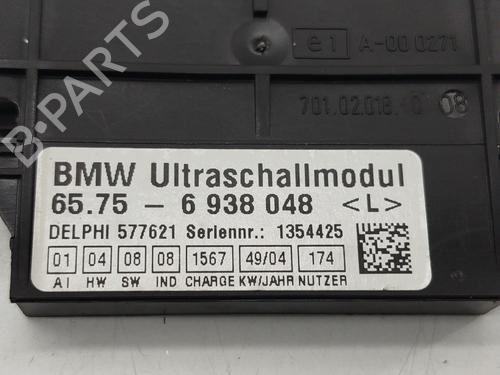 e1 A-00 0271
701.02.018.10 08
B-PARTS
BMW Ultraschallmodul
65.75 - 6 938 048 <L>
DELPHI 577621 Seriennr.: 1354425
01 04 08 08 1567 49/04 174
AI HW SW IND CHARGE KW/JAHR NUTZER